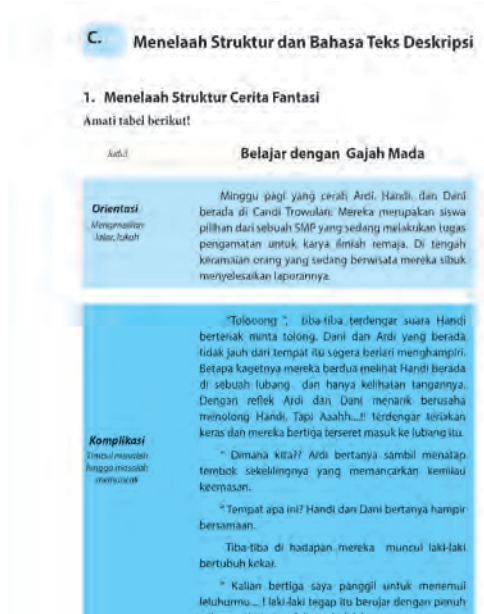 C. Menelaah Struktur dan Bahasa Teks Deskripsi
1. Menelaah Struktur Cerita Fantasi
Amati tabel berikut!
Judul Belajar dengan Gajah Mada
Orientasi
Mengenalkan
latar, tokoh
Minggu pagi yang cerah Ardi, Handi, dan Dani
berada di Candi Trowulan. Mereka merupakan siswa
pilihan dari sebuah SMP yang sedang melakukan tugas
pengamatan untuk karya ilmiah remaja. Di tengah
keramaian orang yang sedang berwisata mereka sibuk
menyelesaikan laporannya.
Komplikasi
Timbul masalah
hingga masalah
memuncak
"Tolooong ", tiba-tiba terdengar suara Handi
berteriak minta tolong. Dani dan Ardi yang berada
tidak jauh dari tempat itu segera berlari menghampiri.
Betapa kagetnya mereka berdua melihat Handi berada
di sebuah lubang dan hanya kelihatan tangannya.
Dengan reflek Ardi dan Dani menarik berusaha
menolong Handi. Tapi Aaahh...!! terdengar teriakan
keras dan mereka bertiga terseret masuk ke lubang itu.
" Dimana kita?? Ardi bertanya sambil menatap
tembok sekelilingnya yang memancarkan kemilau
keemasan.
" Tempat apa ini? Handi dan Dani bertanya hampir
bersamaan.
Tiba-tiba di hadapan mereka muncul laki-laki
bertubuh kekar.
" Kalian bertiga saya panggil untuk menemui
leluhurmu... ! laki-laki tegap itu berujar dengan penuh